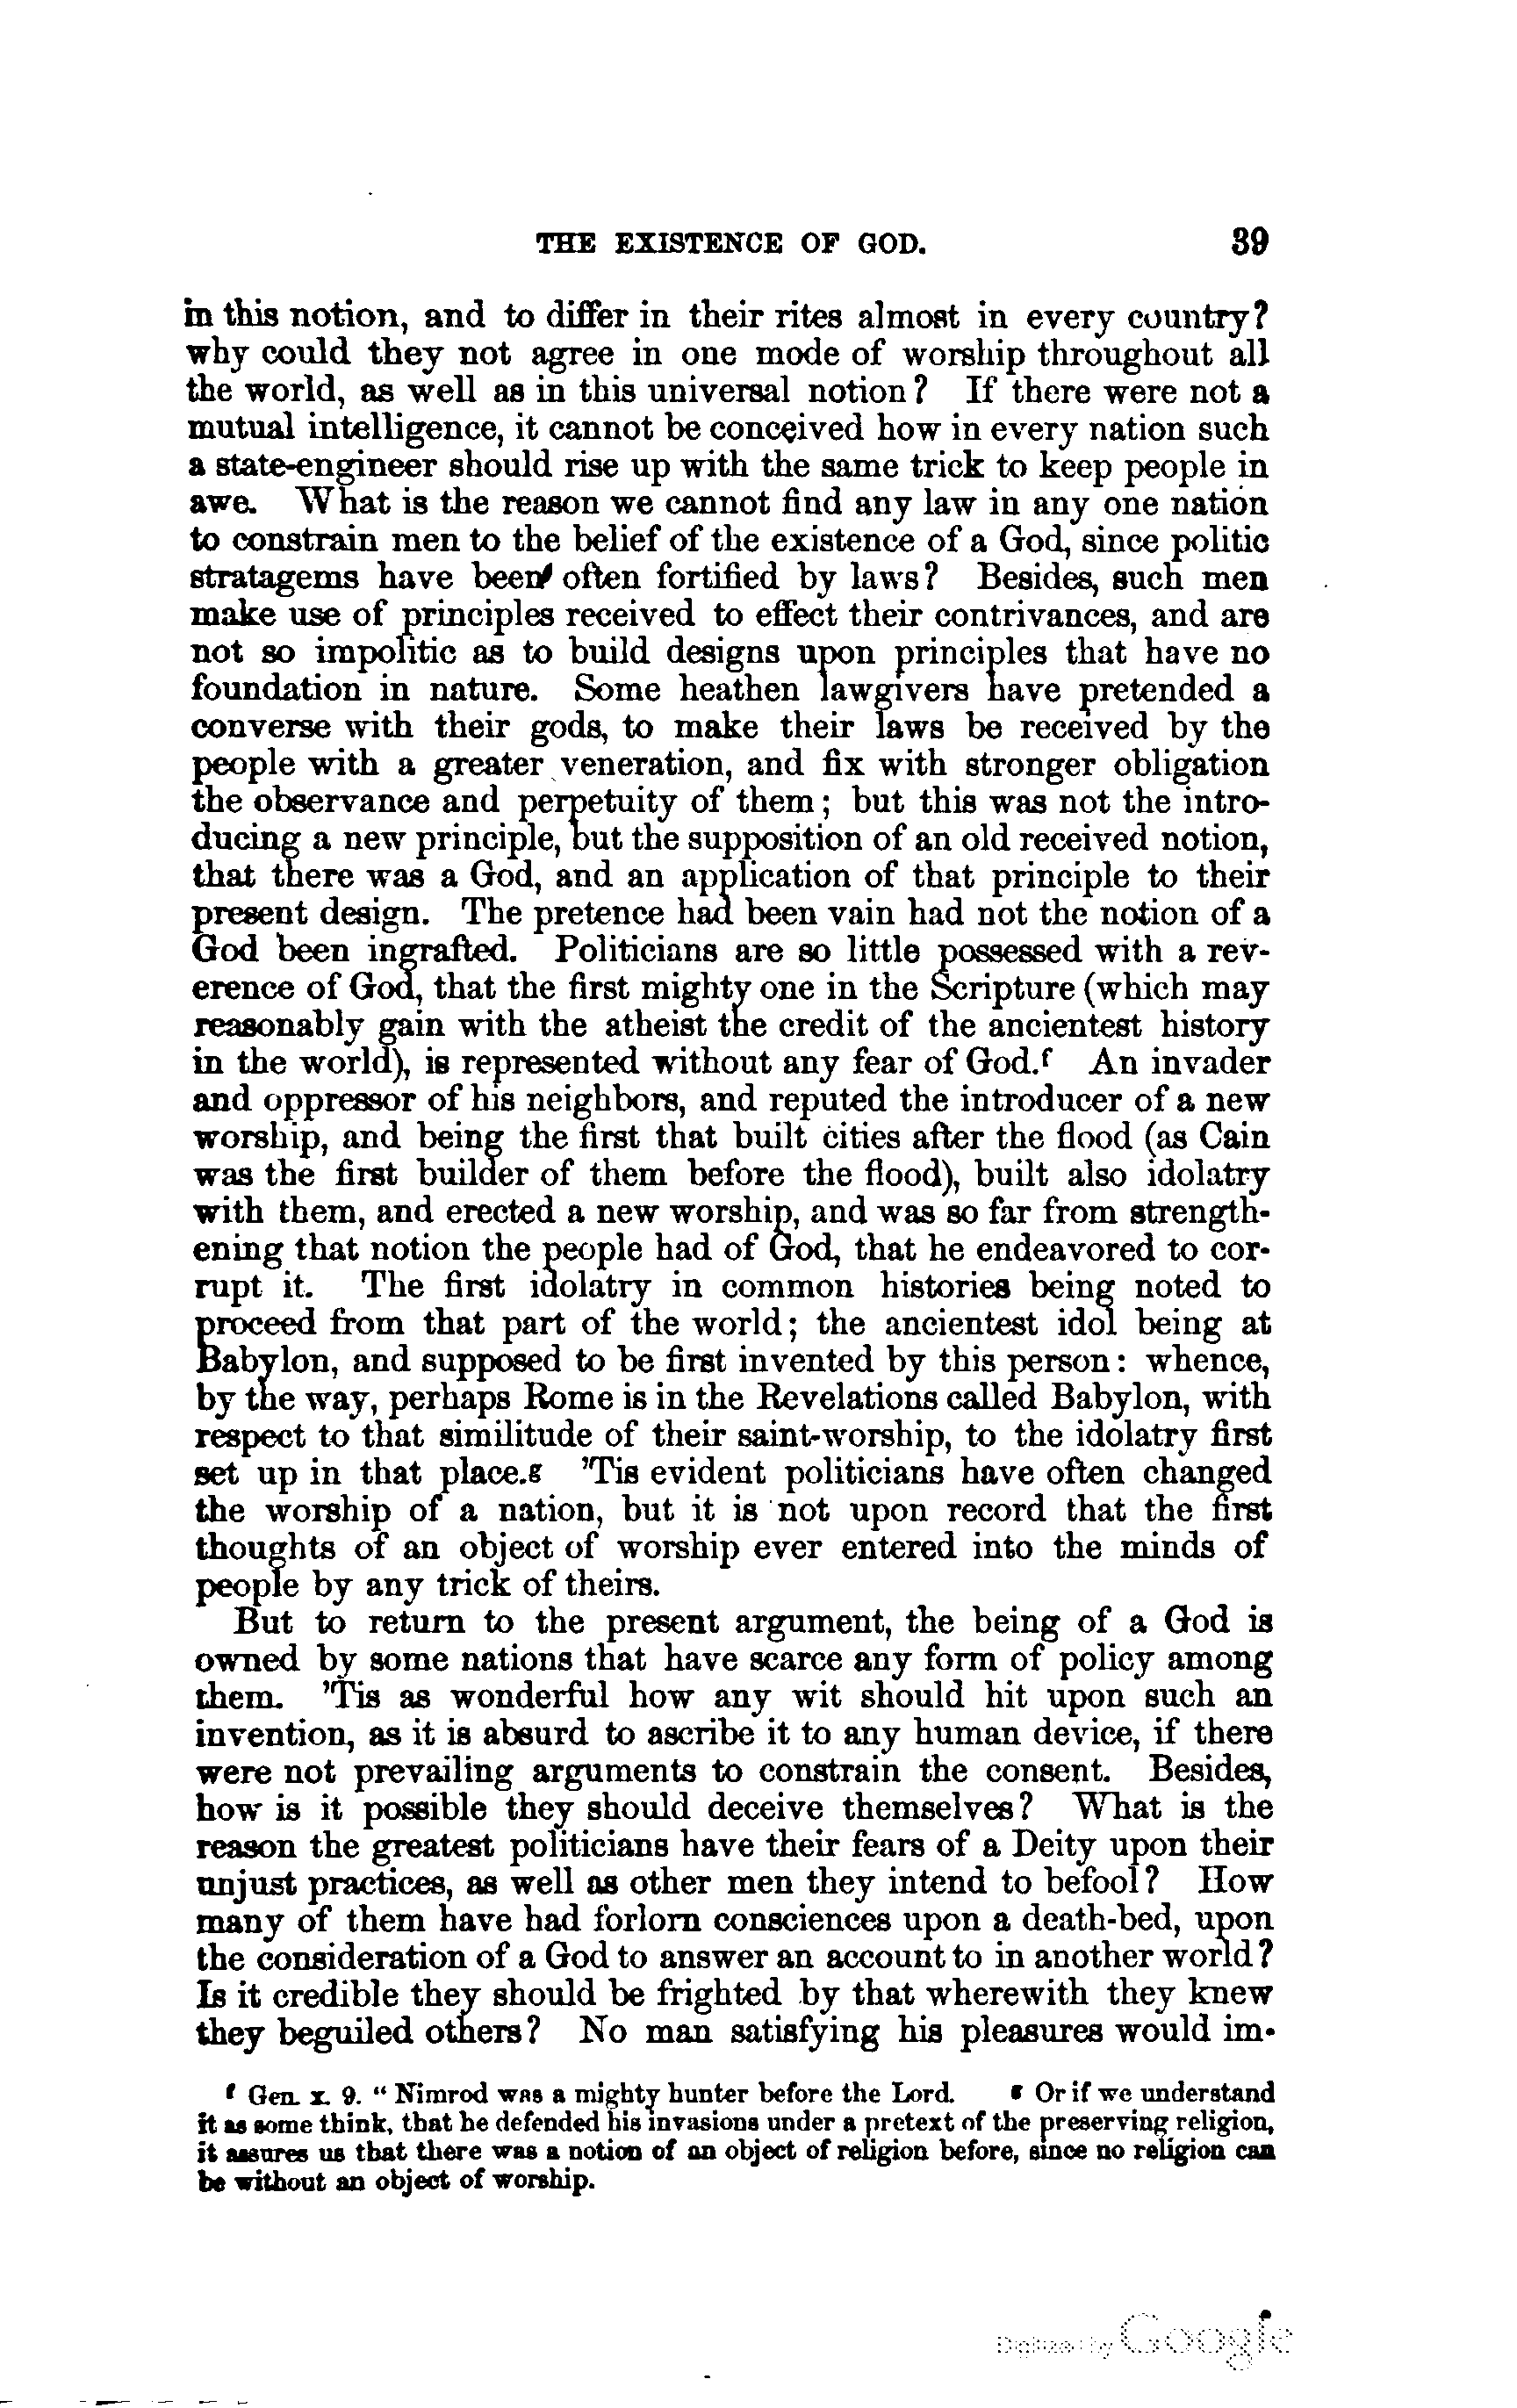 THE EXISTENCE OF GOD. 39
in this notion, and to differ in their rites almost in every country?
why could they not agree in one mode of worship throughout all
the world, as well as in this universal notion? If there were not a
mutual intelligence, it cannot be conceived how in every nation such
a state-engineer should rise up with the same trick to keep people in
awe. What is the reason we cannot find any law in any one nation
to constrain men to the belief of the existence of a God, since politic
stratagems have been often fortified by laws? Besides, such men
make use of principles received to effect their contrivances, and are
not so impolitic as to build designs upon principles that have no
foundation in nature. Some heathen lawgivers have pretended a
converse with their gods, to make their laws be received by the
people with a greater veneration, and fix with stronger obligation
the observance and perpetuity of them; but this was not the intro-
ducing a new principle, but the supposition of an old received notion,
that there was a God, and an application of that principle to their
present design. The pretence had been vain had not the notion of a
God been ingrafted. Politicians are so little possessed with a rev-
erence of God, that the first mighty one in the Scripture (which may
reasonably gain with the atheist the credit of the ancientest history
in the world), is represented without any fear of God.f An invader
and oppressor of his neighbors, and reputed the introducer of a new
worship, and being the first that built cities after the flood (as Cain
was the first builder of them before the flood), built also idolatry
with them, and erected a new worship, and was so far from strength-
ening that notion the people had of God, that he endeavored to cor-
rupt it. The first idolatry in common histories being noted to
proceed from that part of the world; the ancientest idol being at
Babylon, and supposed to be first invented by this person: whence,
by the way, perhaps Rome is in the Revelations called Babylon, with
respect to that similitude of their saint-worship, to the idolatry first
set up in that place.g 'Tis evident politicians have often changed
the worship of a nation, but it is not upon record that the first
thoughts of an object of worship ever entered into the minds of
people by any trick of theirs.
But to return to the present argument, the being of a God is
owned by some nations that have scarce any form of policy among
them. 'Tis as wonderful how any wit should hit upon such an
invention, as it is absurd to ascribe it to any human device, if there
were not prevailing arguments to constrain the consent. Besides,
how is it possible they should deceive themselves? What is the
reason the greatest politicians have their fears of a Deity upon their
unjust practices, as well as other men they intend to befool? How
many of them have had forlorn consciences upon a death-bed, upon
the consideration of a God to answer an account to in another world?
Is it credible they should be frighted by that wherewith they knew
they beguiled others? No man satisfying his pleasures would im-
f Gen. x. 9. "Nimrod was a mighty hunter before the Lord. g Or if we understand
it as some think, that he defended his invasions under a pretext of the preserving religion,
it assures us that there was a notion of an object of religion before, since no religion can
be without an object of worship.
Digitized by Google